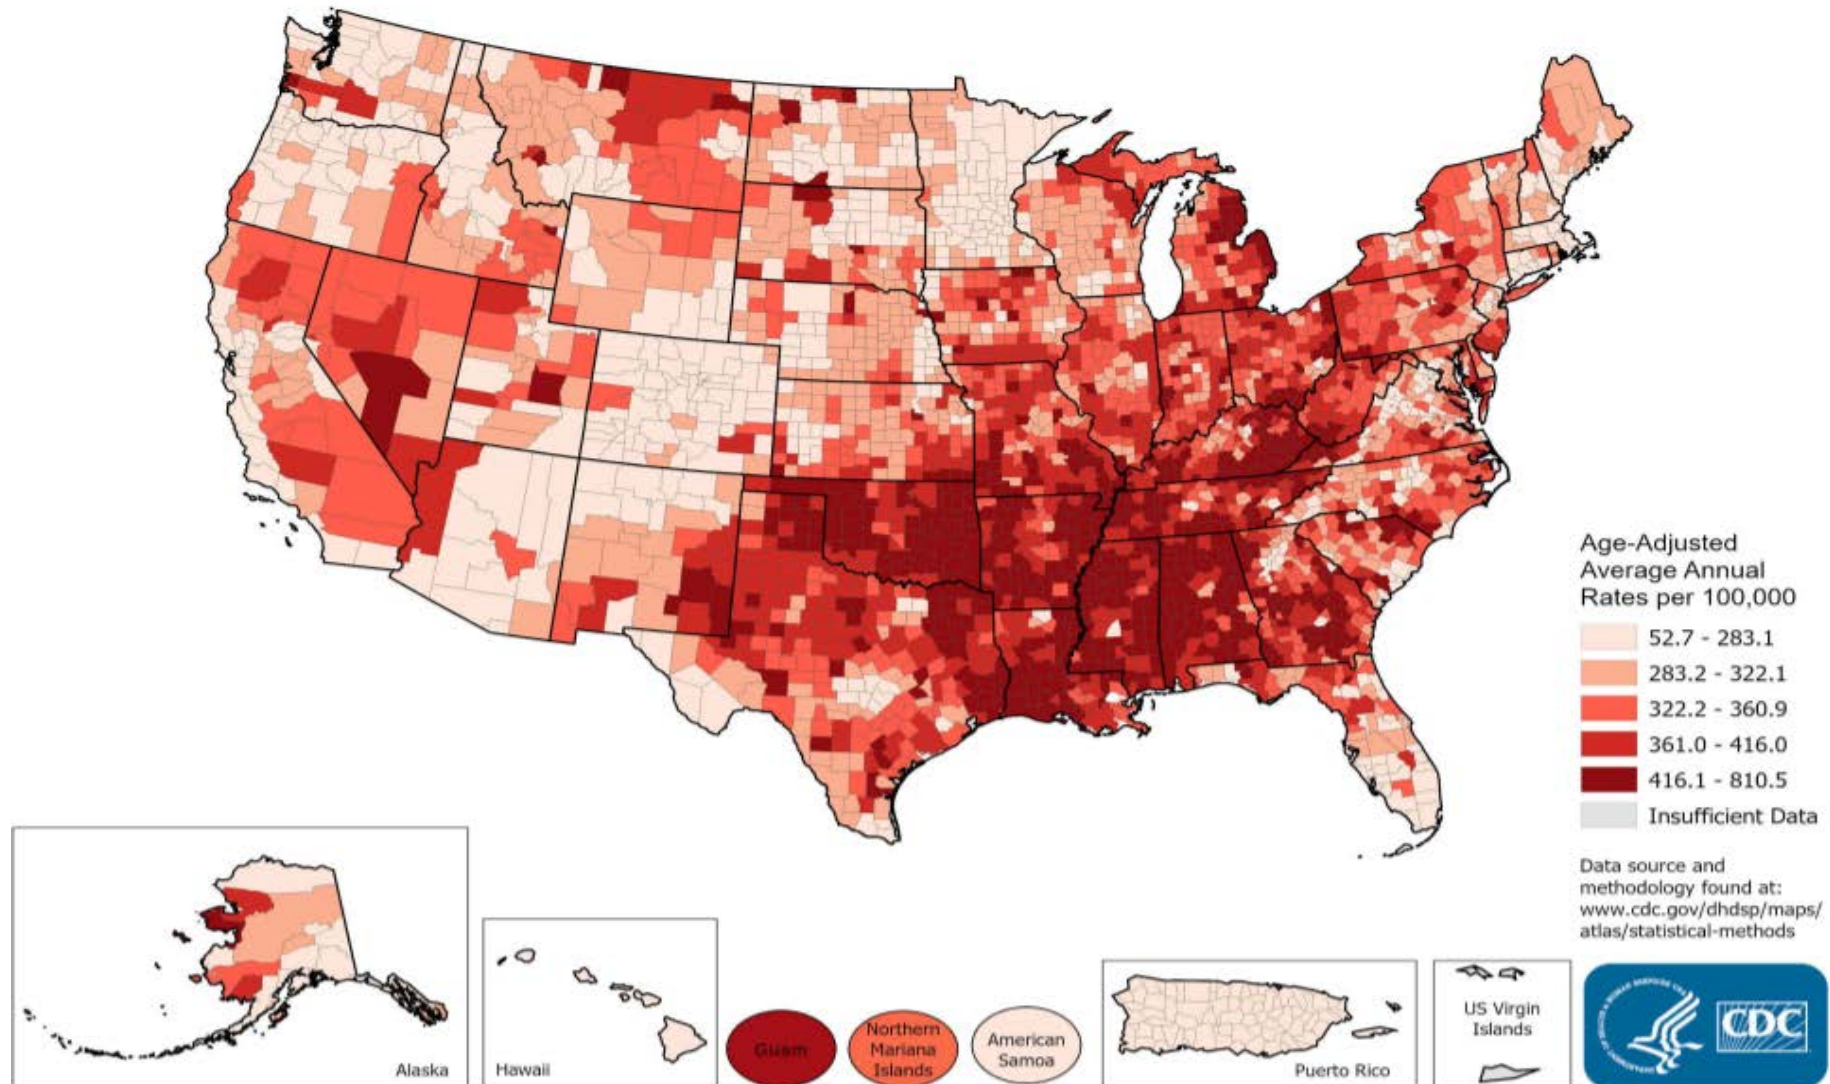 Age-Adjusted
Average Annual
Rates per 100,000
52.7 - 283.1
283.2 - 322.1
322.2 - 360.9
361.0 - 416.0
416.1 - 810.5
Insufficient Data
Data source and
methodology found at:
www.cdc.gov/dhdsp/maps/
atlas/statistical-methods
Alaska
Hawaii
Guam
Northern
Mariana
Islands
American
Samoa
Puerto Rico
US Virgin
Islands
CDC